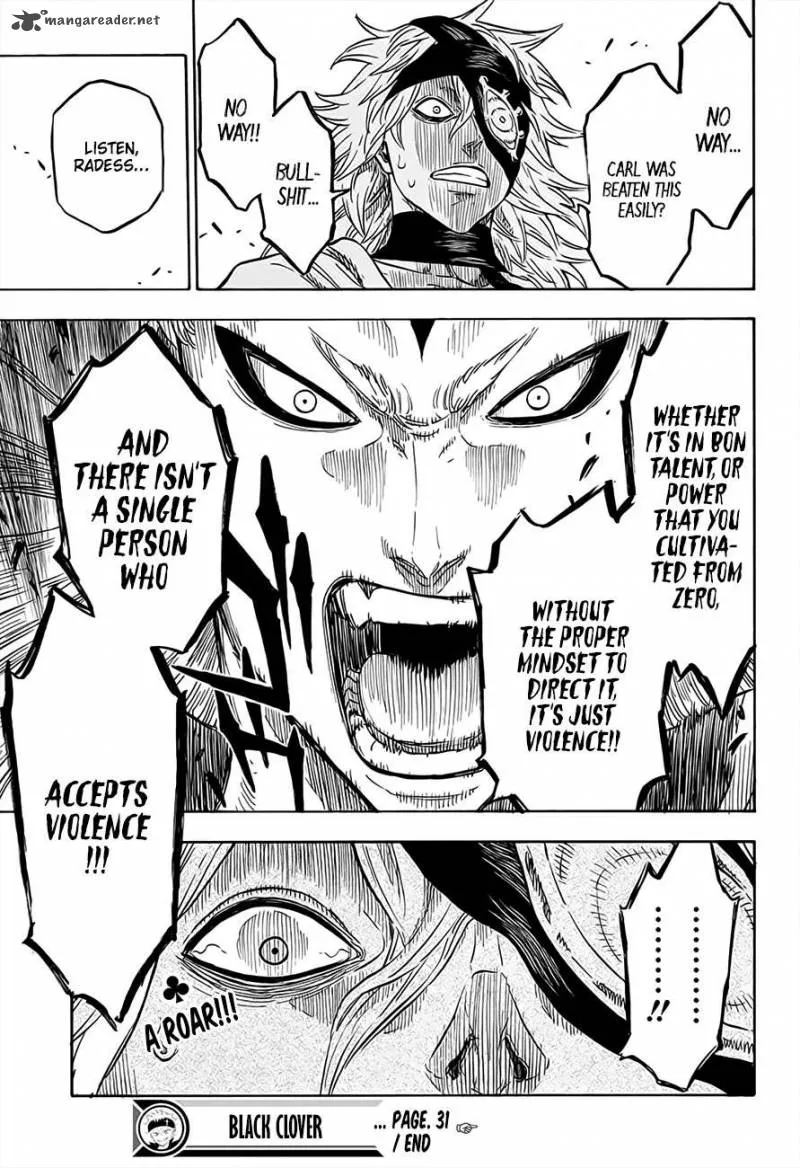 mangareader.net
NO
WAY...
CARL WAS
BEATEN THIS
EASILY?
NO
WAY!!
BULL-
SHIT...
LISTEN,
RADESS...
WHETHER
IT'S IN BON
TALENT, OR
POWER
THAT YOU
CULTIVA-
TED FROM
ZERO,
WITHOUT
THE PROPER
MINDSET TO
DIRECT IT,
IT'S JUST
VIOLENCE!!
AND
THERE ISN'T
A SINGLE
PERSON
WHO
ACCEPTS
VIOLENCE
!!!
.........!!
A ROAR!!!
BLACK CLOVER
... PAGE. 31
/ END